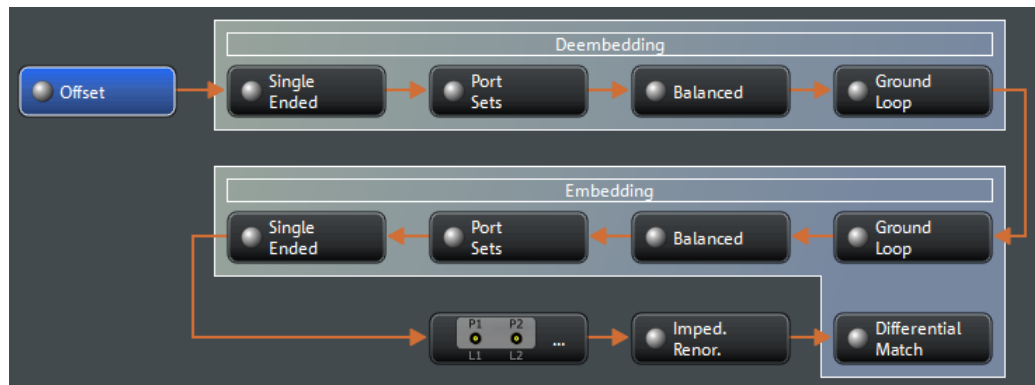 Deembedding
Offset
Single
Ended
Port
Sets
Balanced
Ground
Loop
Embedding
Single
Ended
Port
Sets
Balanced
Ground
Loop
P1 P2
...
L1 L2
Imped.
Renor.
Differential
Match